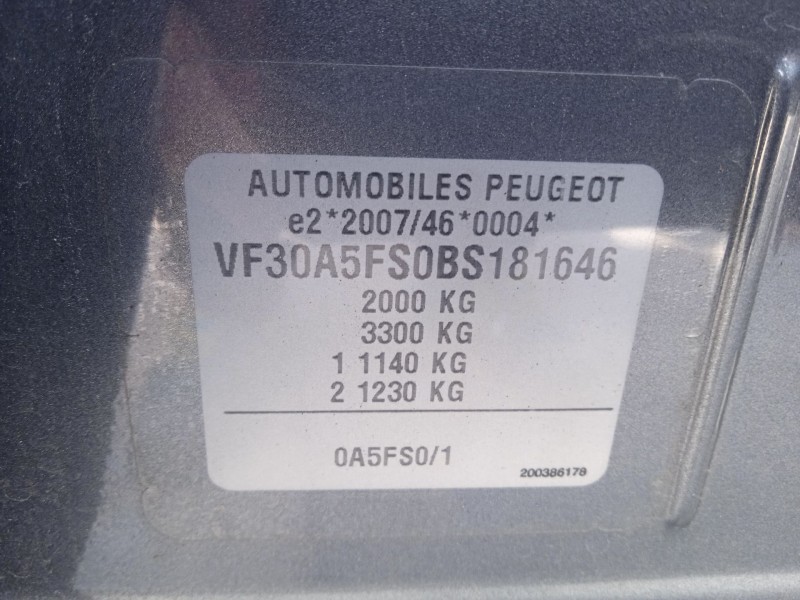 AUTOMOBILES PEUGEOT
e2*2007/46*0004*
VF30A5FS0BS181646
2000 KG
3300 KG
1 1140 KG
2 1230 KG
0A5FS0/1
200386178